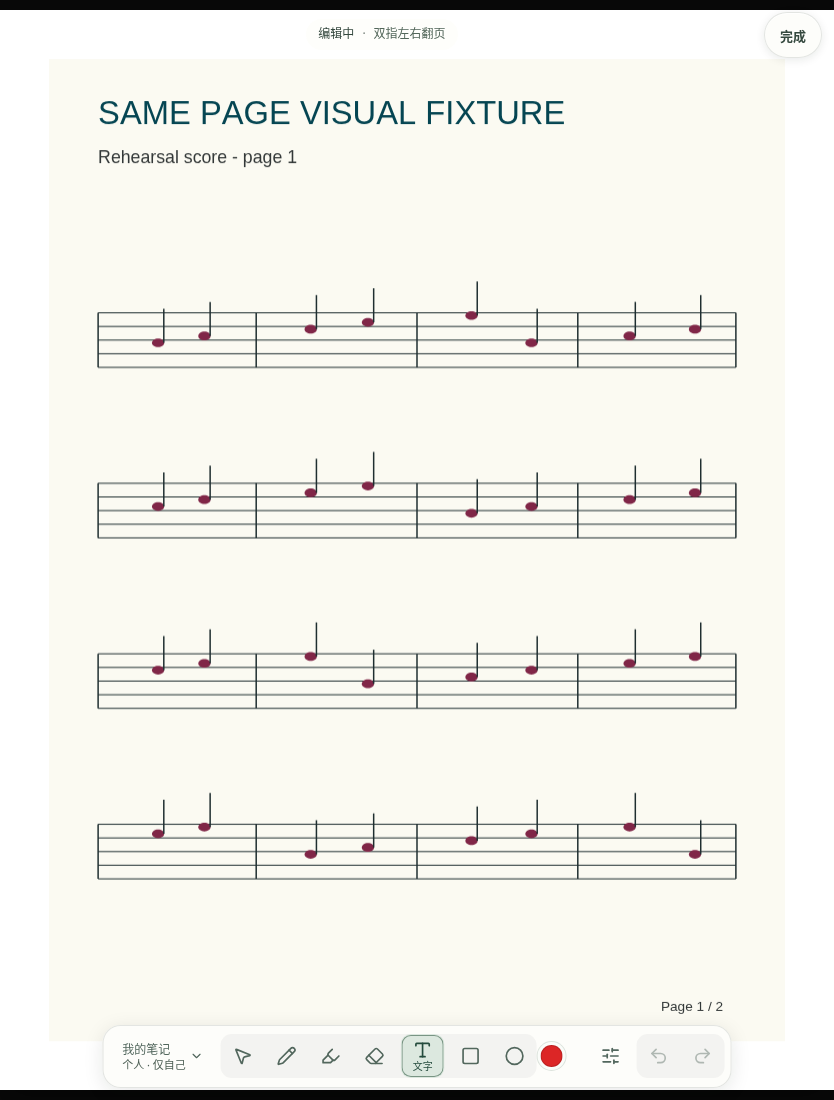 编辑中 · 双指左右翻页
完成
SAME PAGE VISUAL FIXTURE
Rehearsal score - page 1
Page 1 / 2
我的笔记
个人 · 仅自己
文字